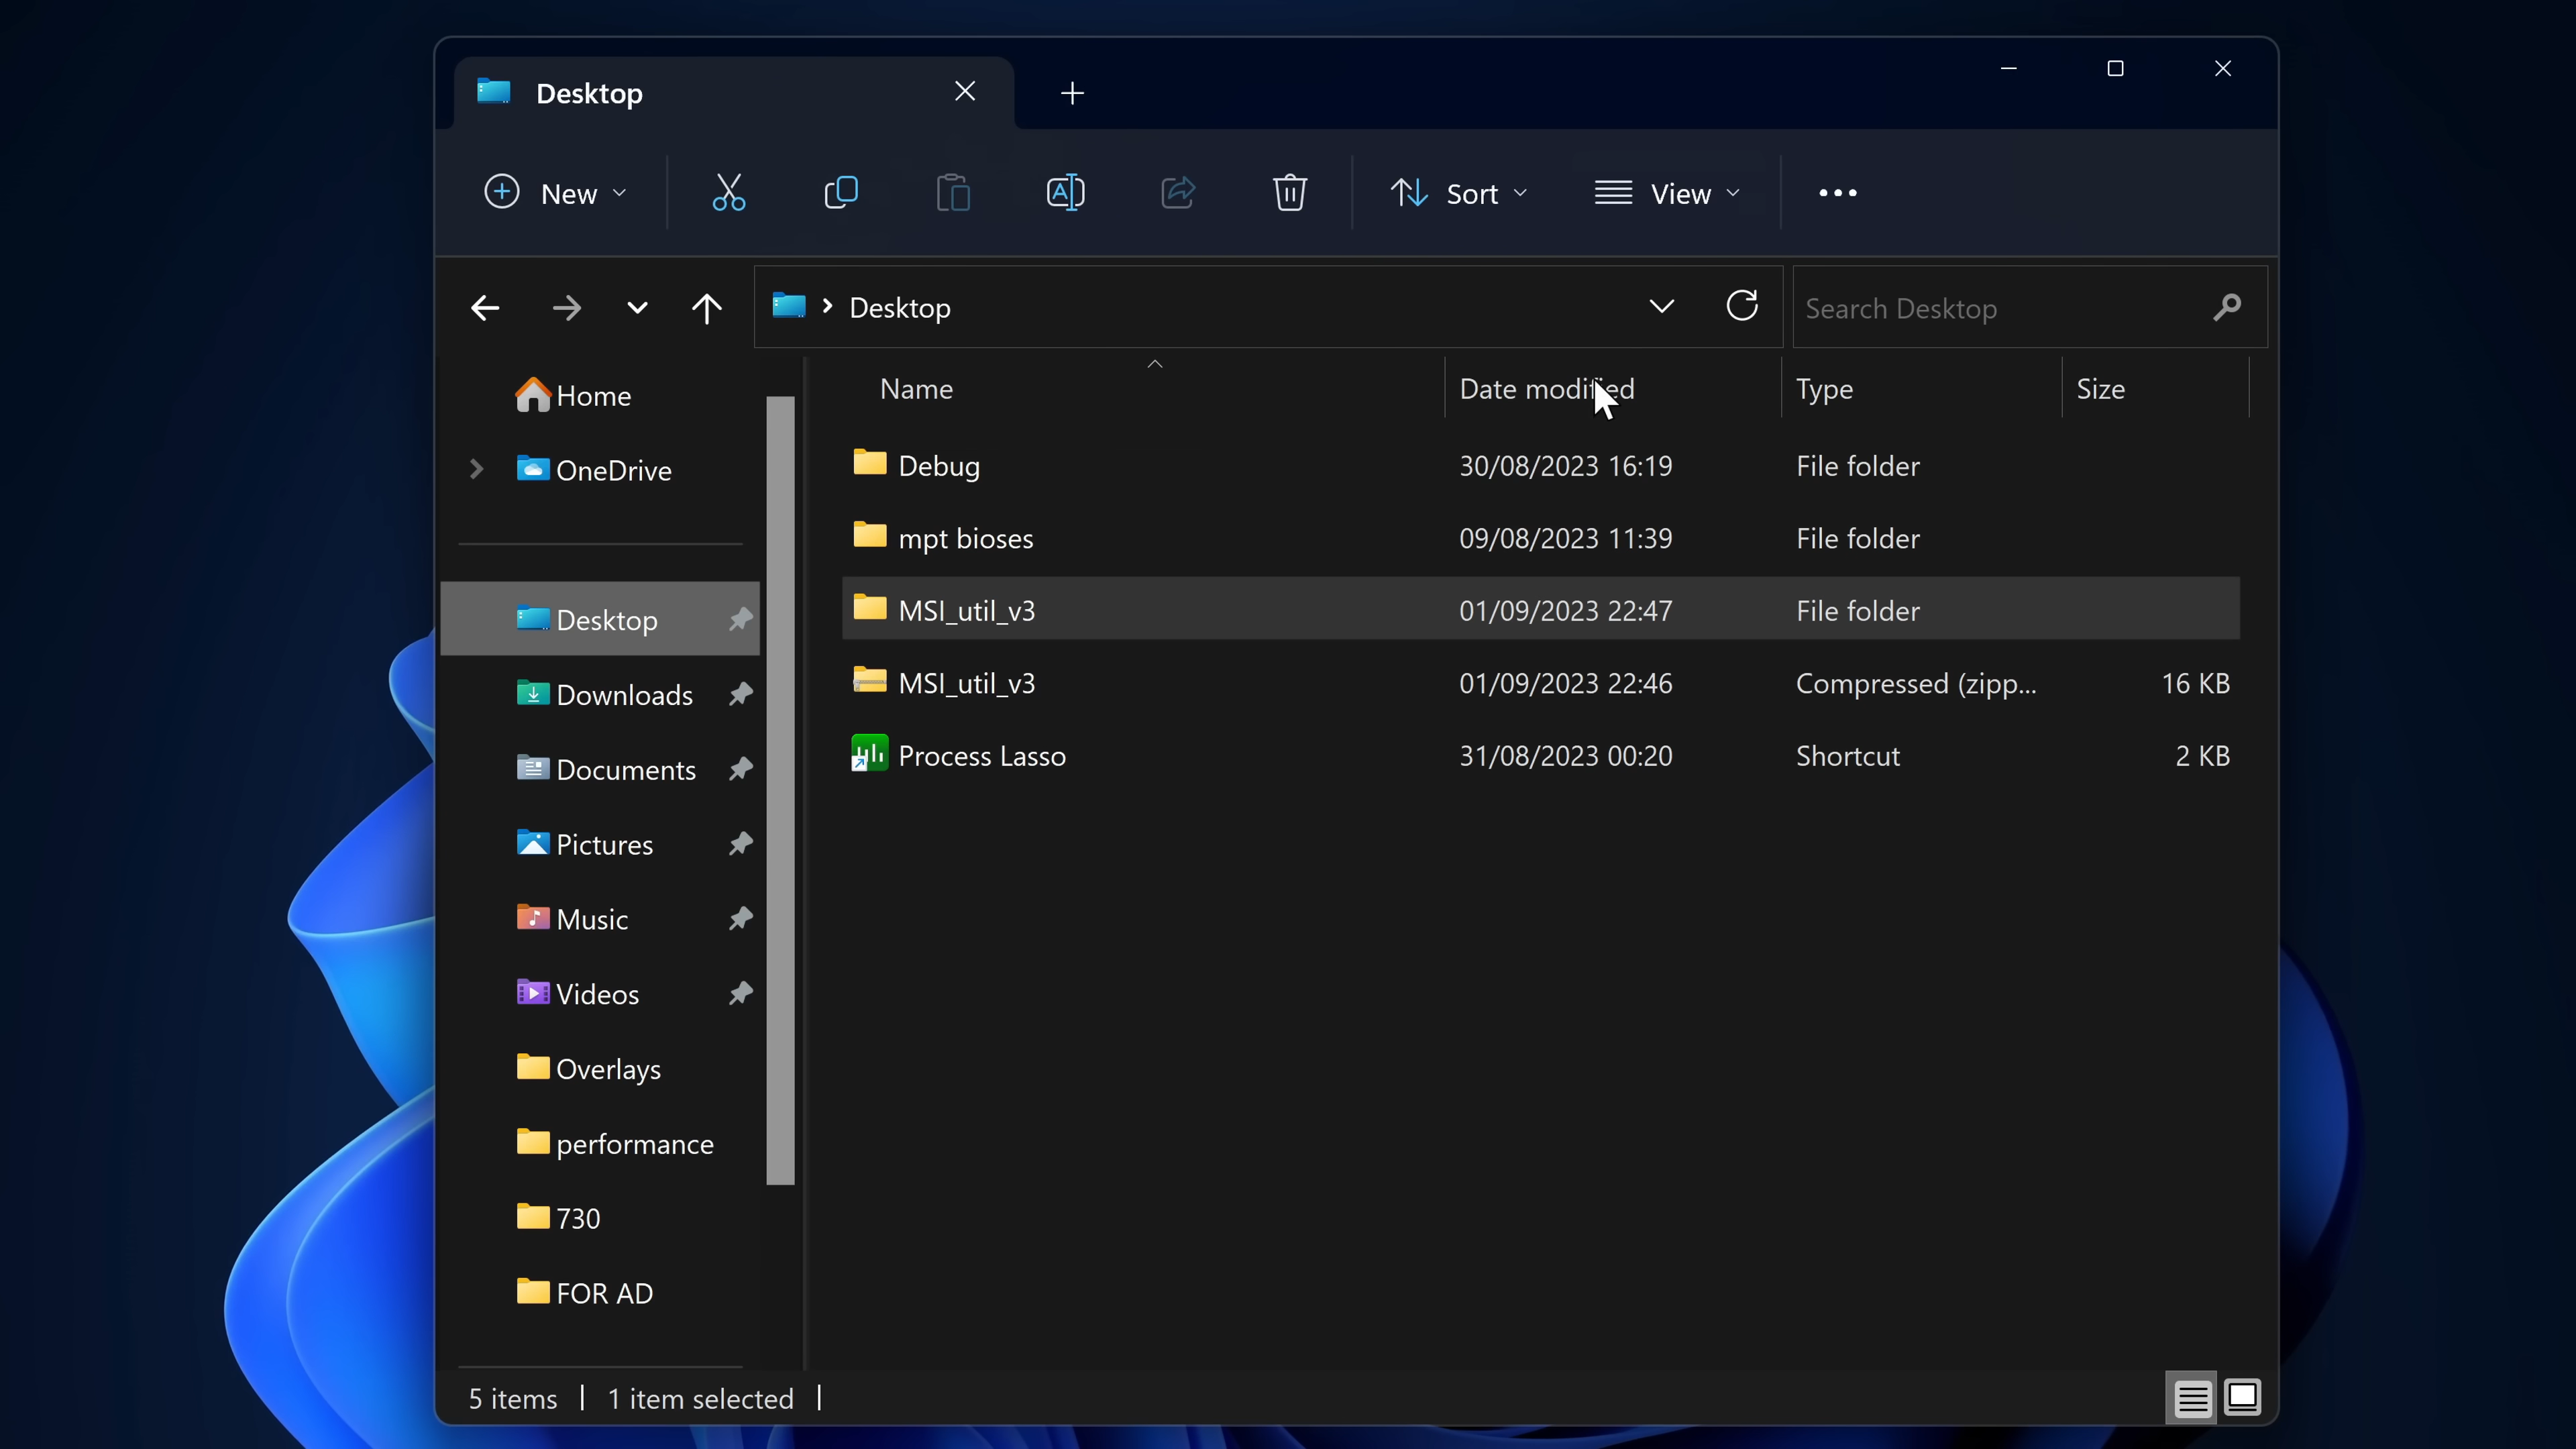 Desktop
New
Sort
View
Desktop
Search Desktop
Home
OneDrive
Desktop
Downloads
Documents
Pictures
Music
Videos
Overlays
performance
730
FOR AD
Name Date modified Type Size
Debug 30/08/2023 16:19 File folder
mpt bioses 09/08/2023 11:39 File folder
MSI_util_v3 01/09/2023 22:47 File folder
MSI_util_v3 01/09/2023 22:46 Compressed (zipp... 16 KB
Process Lasso 31/08/2023 00:20 Shortcut 2 KB
5 items 1 item selected